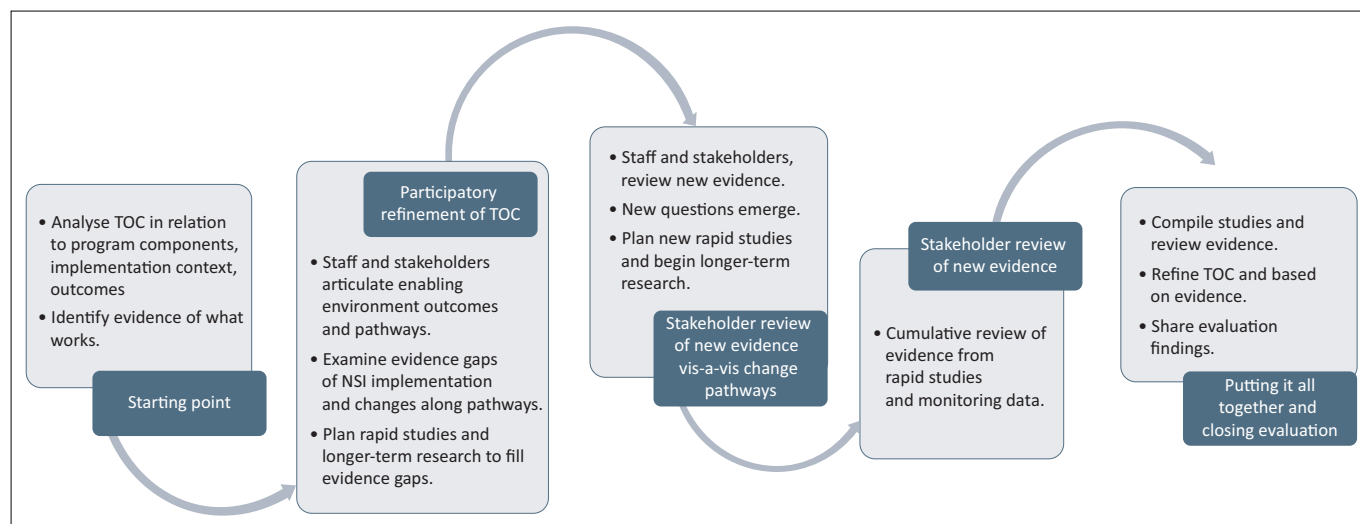 • Analyse TOC in relation
to program components,
implementation context,
outcomes
• Identify evidence of what
works.
Starting point
Participatory
refinement of TOC
• Staff and stakeholders
articulate enabling
environment outcomes
and pathways.
• Examine evidence gaps
of NSI implementation
and changes along pathways.
• Plan rapid studies and
longer-term research to fill
evidence gaps.
• Staff and stakeholders,
review new evidence.
• New questions emerge.
• Plan new rapid studies
and begin longer-term
research.
Stakeholder review
of new evidence
vis-a-vis change
pathways
Stakeholder review
of new evidence
• Cumulative review of
evidence from
rapid studies
and monitoring data.
• Compile studies and
review evidence.
• Refine TOC and based
on evidence.
• Share evaluation
findings.
Putting it all
together and
closing evaluation